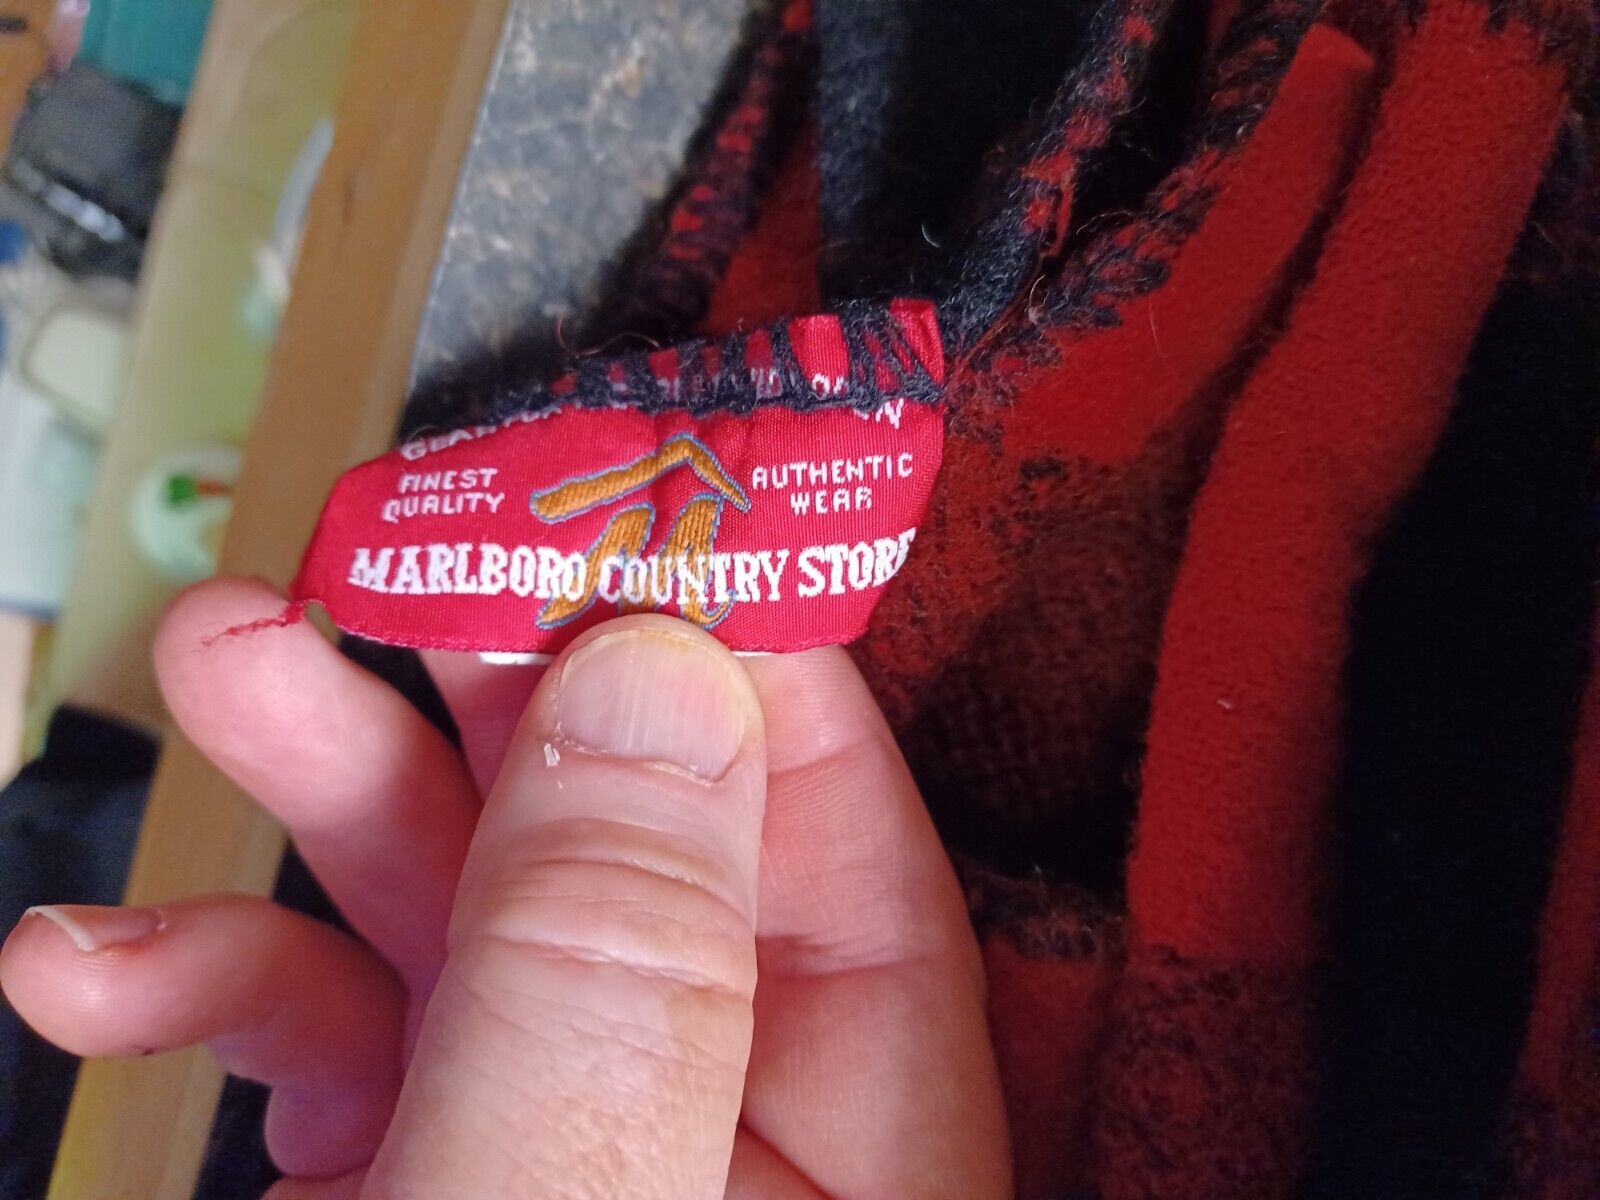 FINEST
QUALITY
AUTHENTIC
WEAR
MARLBORO COUNTRY STORE